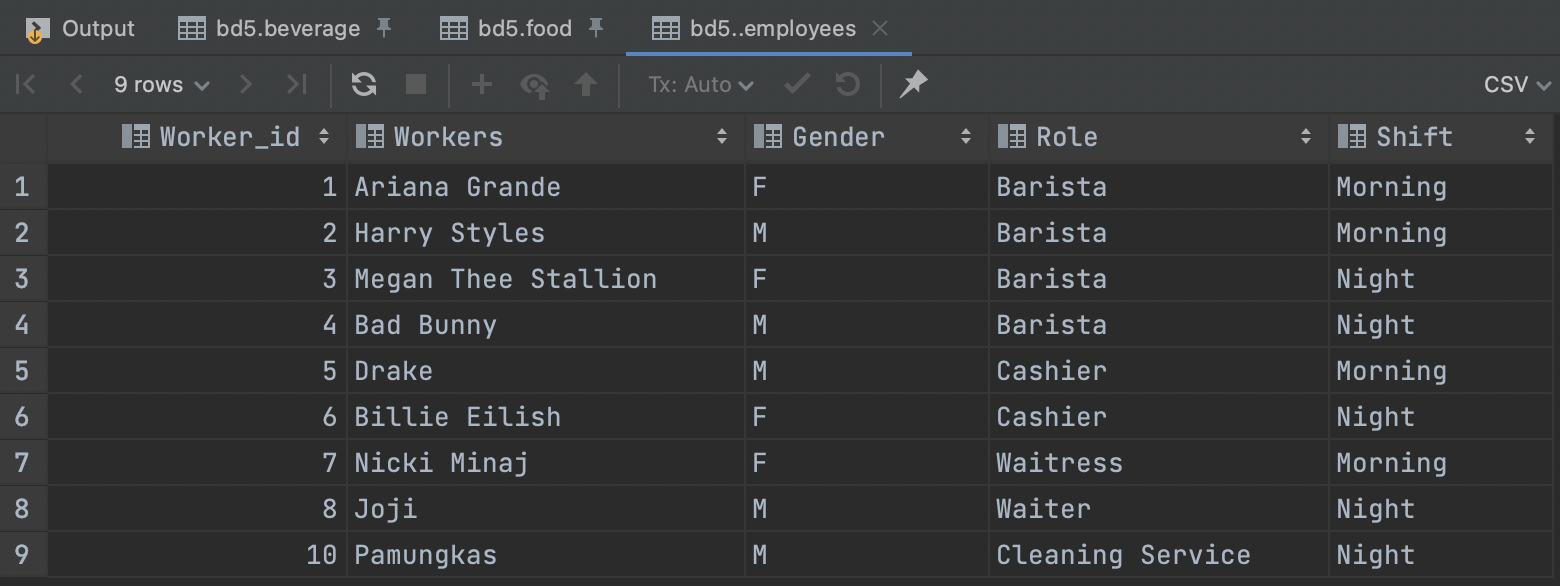 Output bd5.beverage bd5.food bd5..employees
9 rows Tx: Auto CSV
Worker_id Workers Gender Role Shift
1 1 Ariana Grande F Barista Morning
2 2 Harry Styles M Barista Morning
3 3 Megan Thee Stallion F Barista Night
4 4 Bad Bunny M Barista Night
5 5 Drake M Cashier Morning
6 6 Billie Eilish F Cashier Night
7 7 Nicki Minaj F Waitress Morning
8 8 Joji M Waiter Night
9 10 Pamungkas M Cleaning Service Night